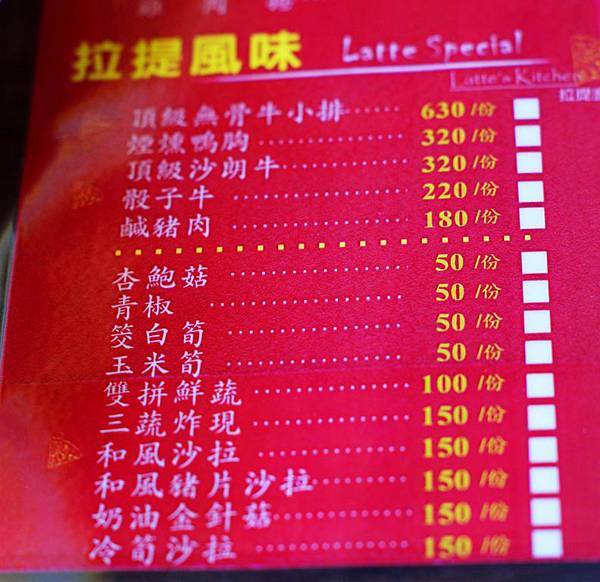 拉提風味 Latte Special
Latte's Kitchen
拉提
頂級無骨牛小排 630 /份
煙燻鴨胸 320 /份
頂級沙朗牛 320 /份
骰子牛 220 /份
鹹豬肉 180 /份
杏鮑菇 50 /份
青椒 50 /份
筊白筍 50 /份
玉米筍 50 /份
雙拼鮮蔬 100 /份
三蔬炸現 150 /份
和風沙拉 150 /份
和風豬片沙拉 150 /份
奶油金針菇 150 /份
冷筍沙拉 150 /份